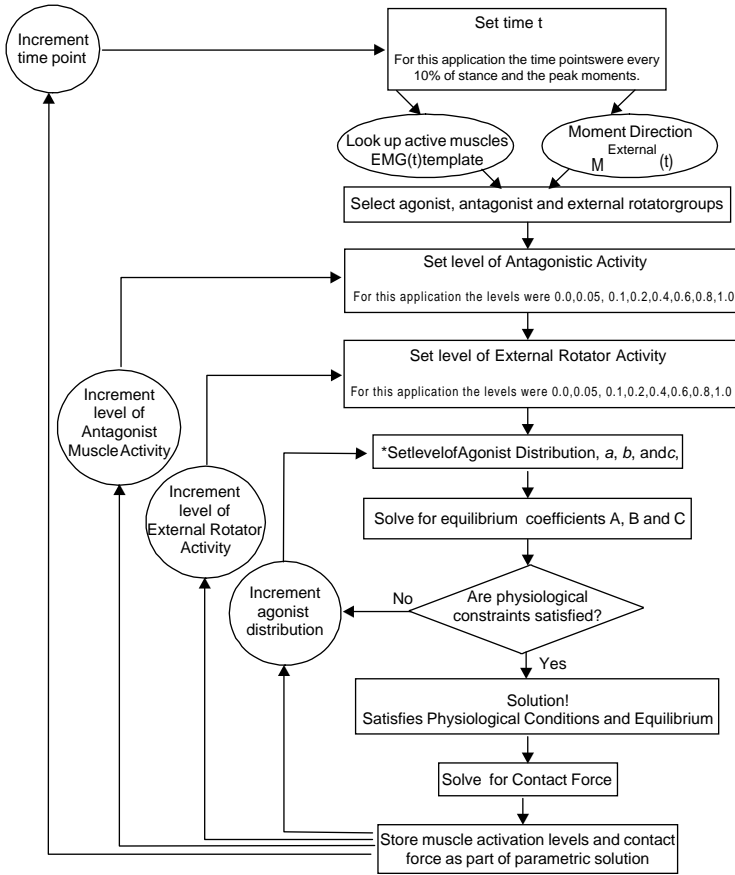 Increment
time point
Set time t
For this application the time pointswere every
10% of stance and the peak moments.
Look up active muscles
EMG(t)template
Moment Direction
External
M (t)
Select agonist, antagonist and external rotatorgroups
Set level of Antagonistic Activity
For this application the levels were 0.0,0.05, 0.1,0.2,0.4,0.6,0.8,1.0
Set level of External Rotator Activity
For this application the levels were 0.0,0.05, 0.1,0.2,0.4,0.6,0.8,1.0
Increment
level of
Antagonist
Muscle Activity
*SetlevelofAgonist Distribution, a, b, andc,
Increment
level of
External Rotator
Activity
Solve for equilibrium coefficients A, B and C
Increment
agonist
distribution
No
Are physiological
constraints satisfied?
Yes
Solution!
Satisfies Physiological Conditions and Equilibrium
Solve for Contact Force
Store muscle activation levels and contact
force as part of parametric solution